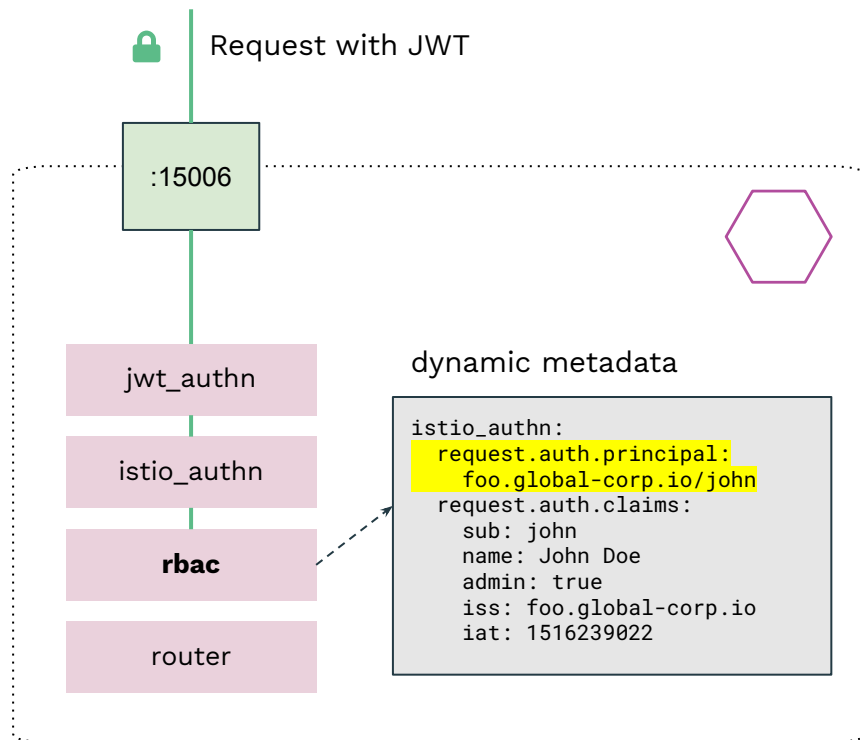 Request with JWT
:15006
jwt_authn
istio_authn
rbac
router
dynamic metadata
istio_authn:
  request.auth.principal:
    foo.global-corp.io/john
  request.auth.claims:
    sub: john
    name: John Doe
    admin: true
    iss: foo.global-corp.io
    iat: 1516239022